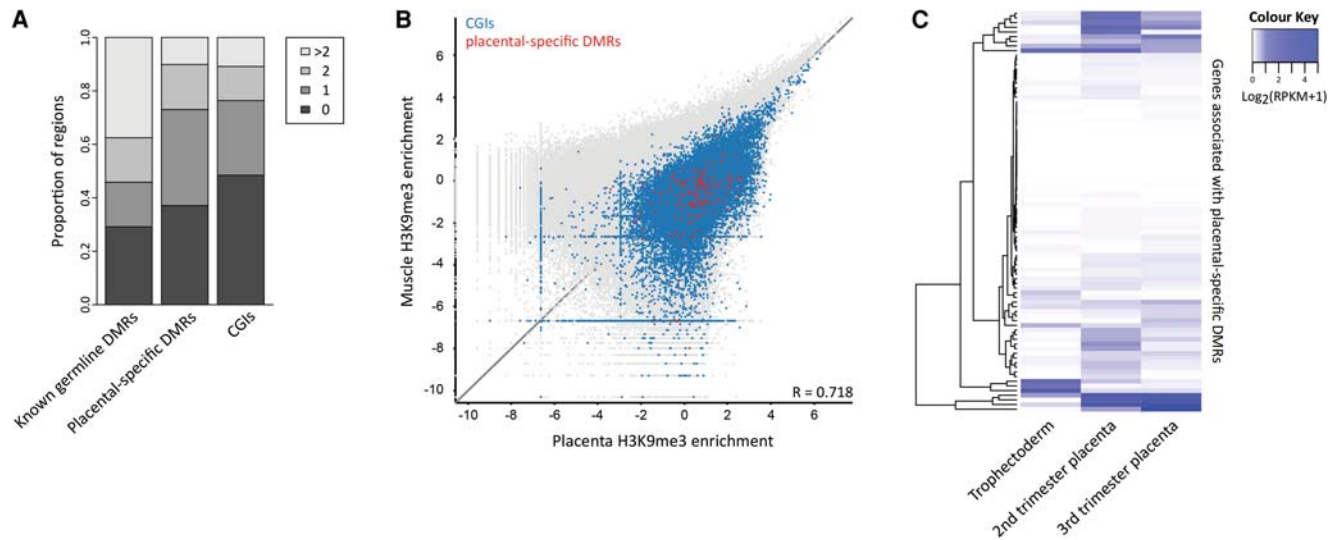 A
Proportion of regions
1.0
0.8
0.6
0.4
0.2
0.0
>2
2
1
0
Known germline DMRs
Placental-specific DMRs
CGIs
B
CGIs
placental-specific DMRs
Muscle H3K9me3 enrichment
6
4
2
0
-2
-4
-6
-8
-10
-10
-8
-6
-4
-2
0
2
4
6
R = 0.718
Placenta H3K9me3 enrichment
C
Genes associated with placental-specific DMRs
Trophectoderm
2nd trimester placenta
3rd trimester placenta
Colour Key
0 2 4
Log2(RPKM+1)